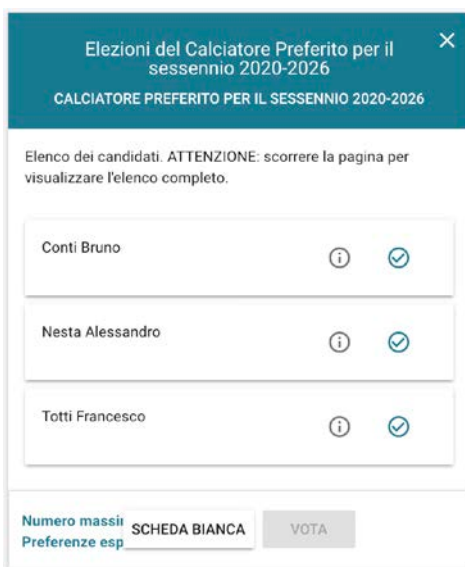 Elezioni del Calciatore Preferito per il
sessennio 2020-2026
CALCIATORE PREFERITO PER IL SESSENNIO 2020-2026
Elenco dei candidati. ATTENZIONE: scorrere la pagina per
visualizzare l'elenco completo.
Conti Bruno
Nesta Alessandro
Totti Francesco
Numero massi
Preferenze esp
SCHEDA BIANCA
VOTA